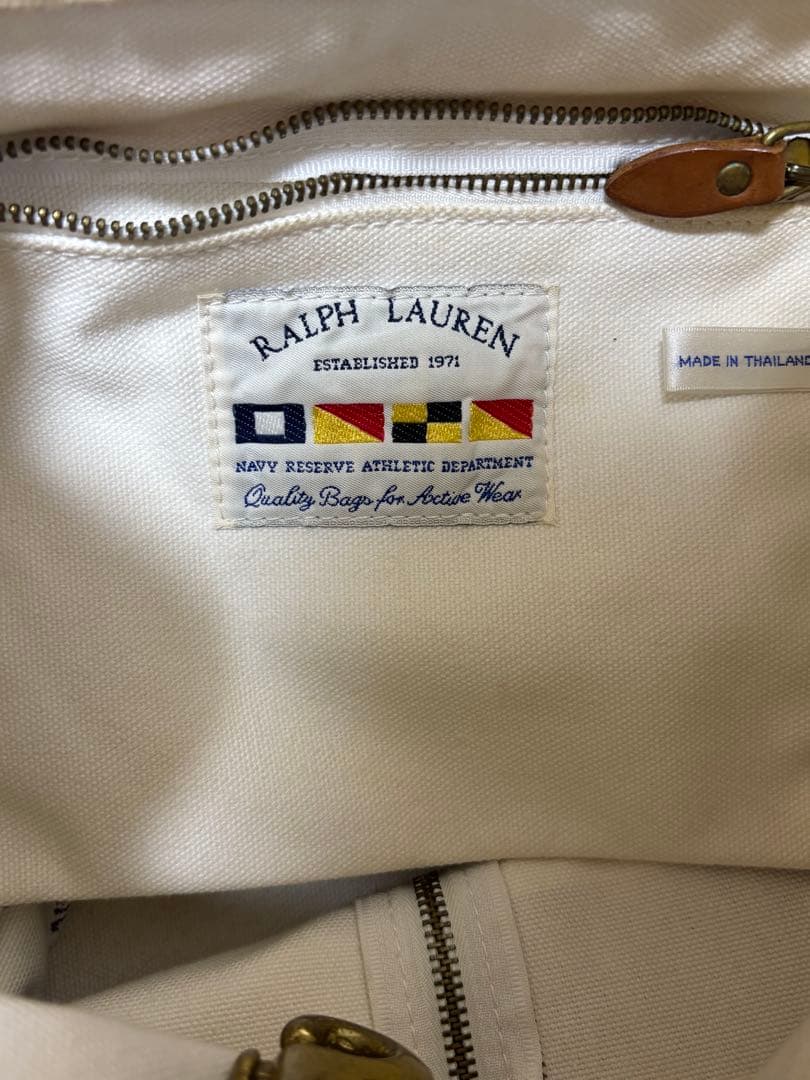 RALPH LAUREN
ESTABLISHED 1971
NAVY RESERVE ATHLETIC DEPARTMENT
Quality Bags for Active Wear
MADE IN THAILAND